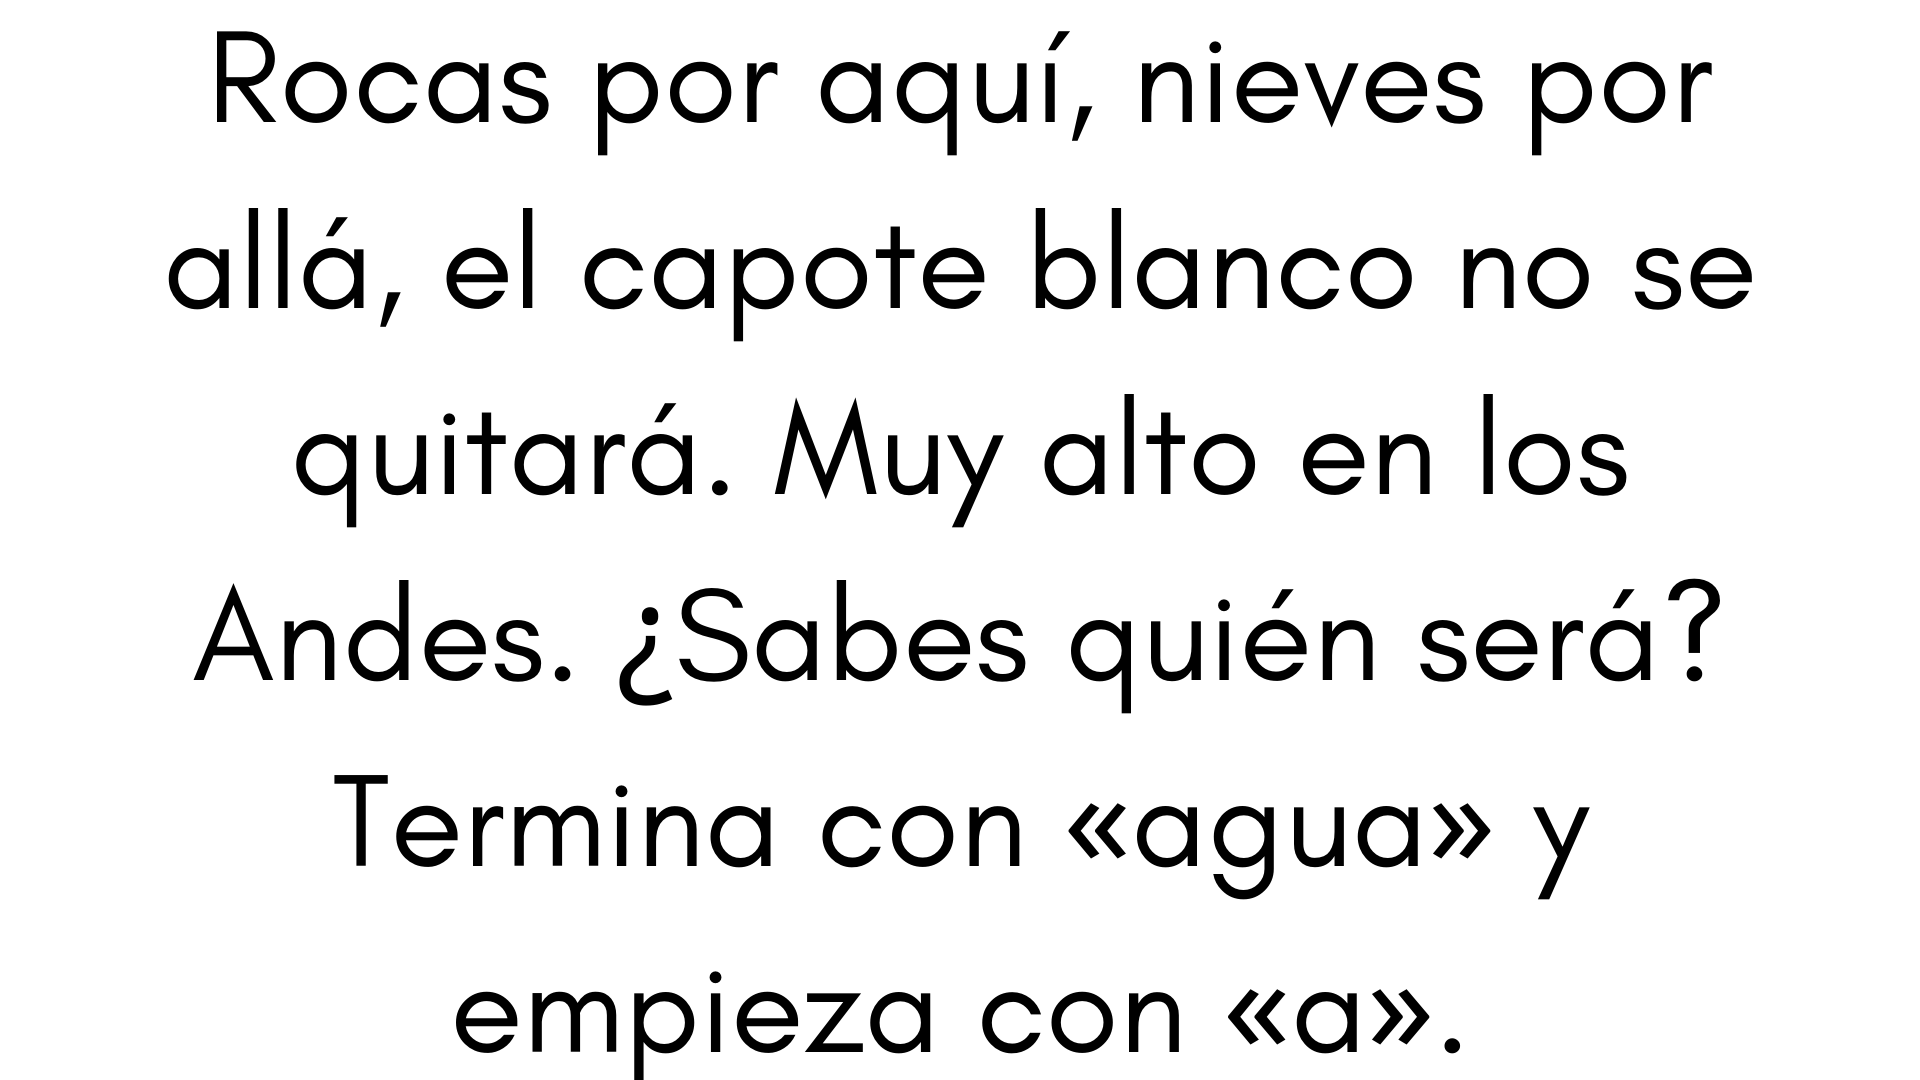 Rocas por aquí, nieves por
allá, el capote blanco no se
quitará. Muy alto en los
Andes. ¿Sabes quién será?
Termina con «agua» y
empieza con «a».